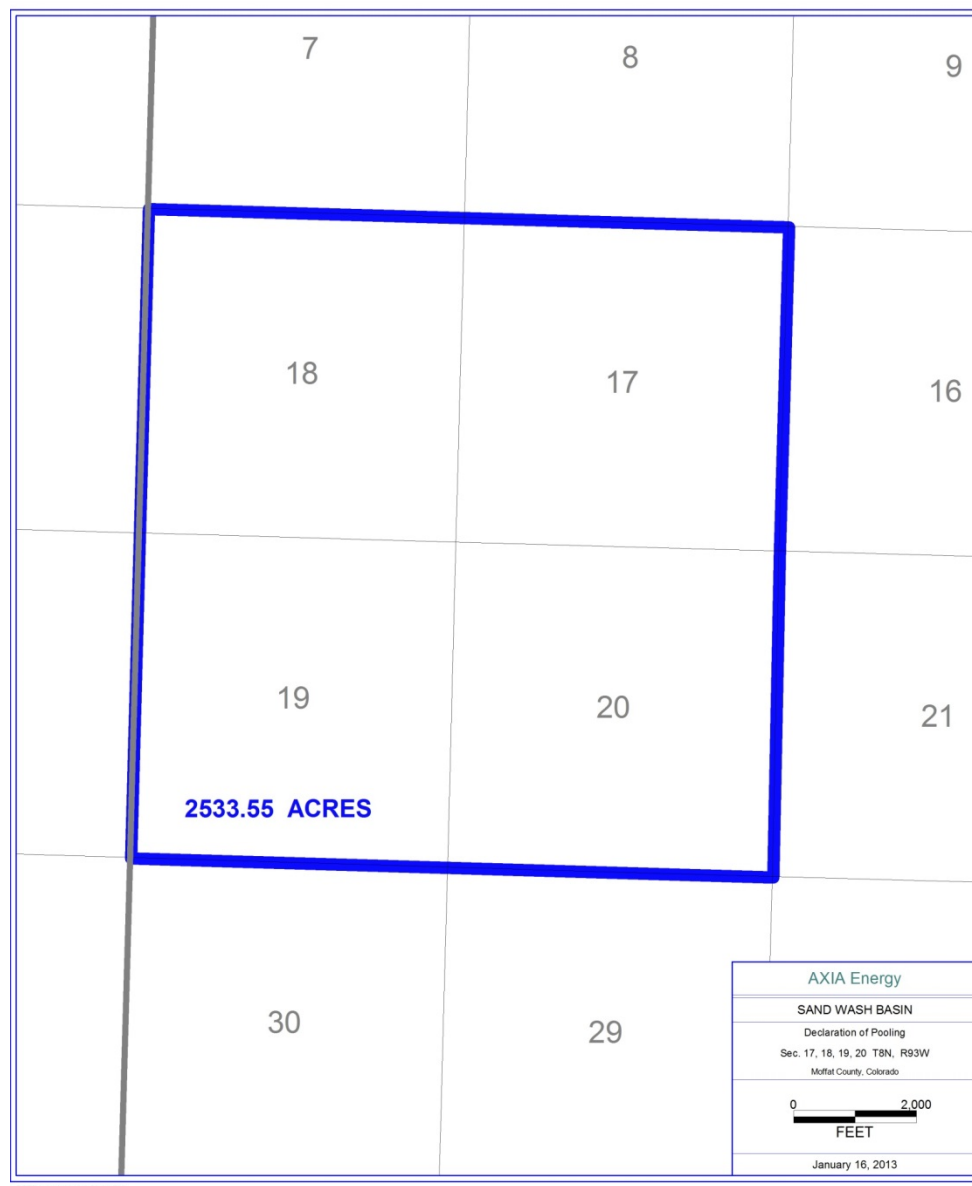 7
8
9
18
17
16
19
20
21
2533.55 ACRES
30
29
AXIA Energy
SAND WASH BASIN
Declaration of Pooling
Sec. 17, 18, 19, 20 T8N, R93W
Moffat County, Colorado
0 2,000
FEET
January 16, 2013